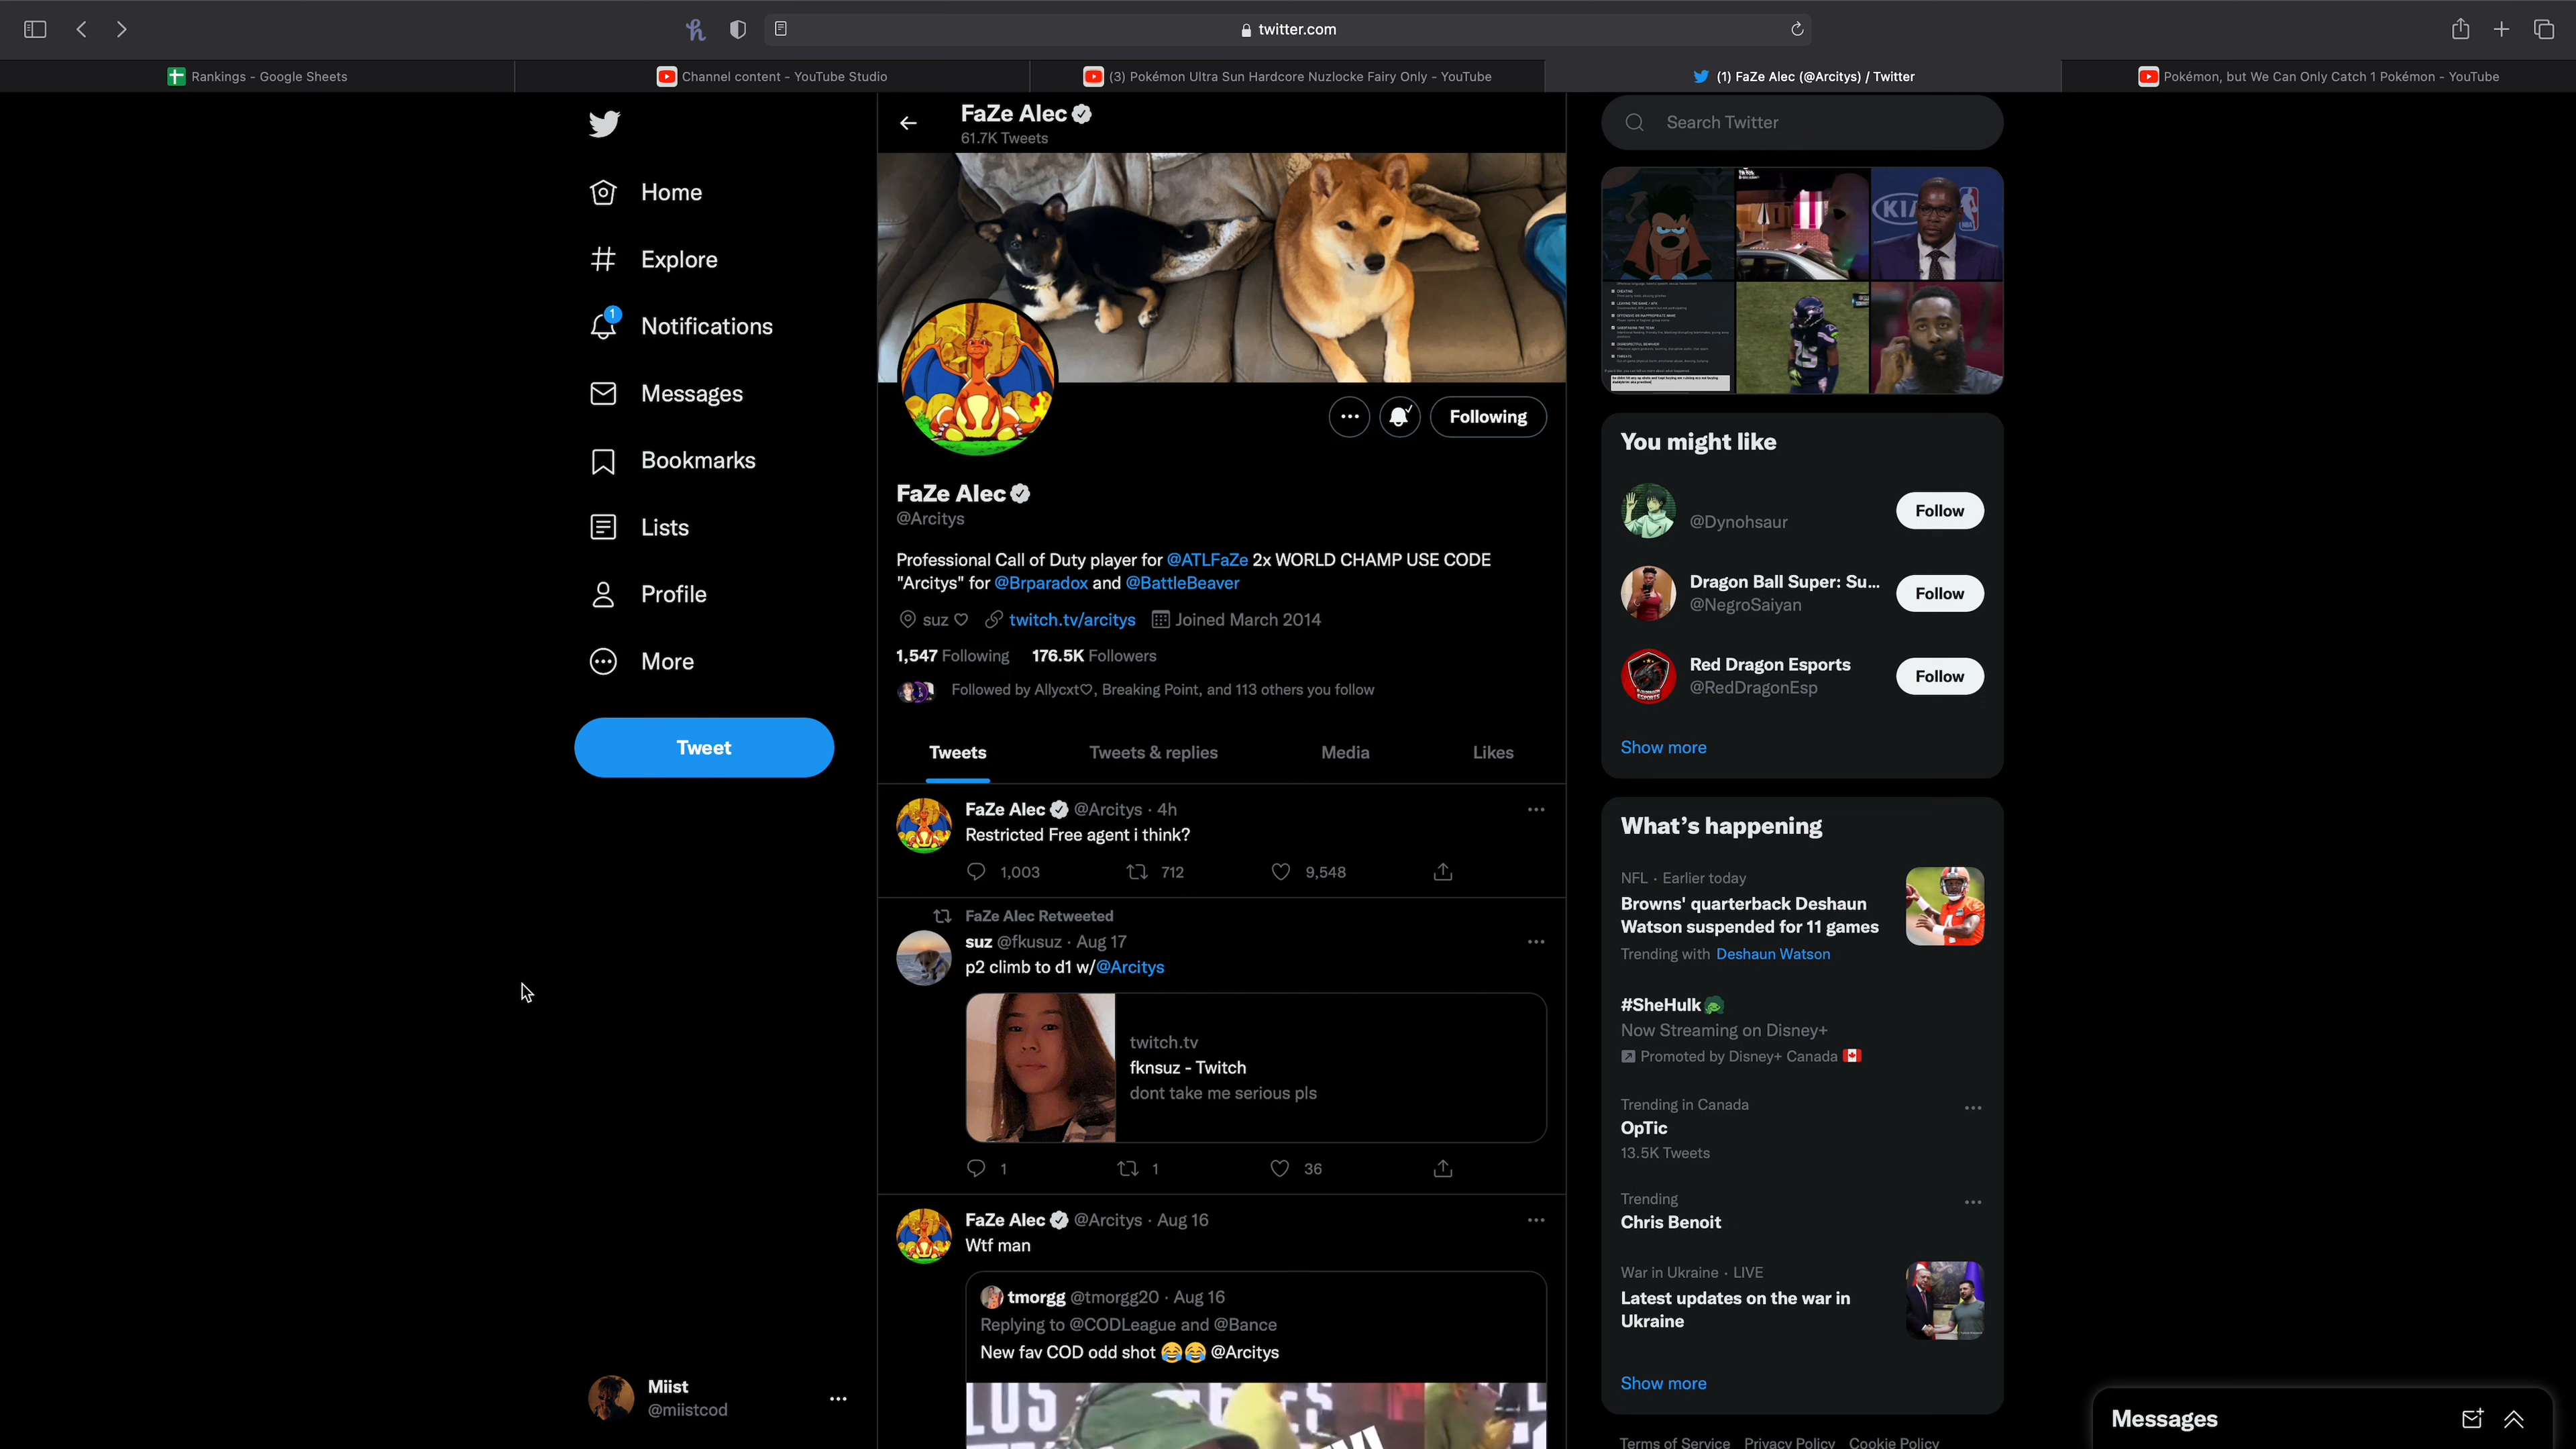 twitter.com
Rankings - Google Sheets
Channel content - YouTube Studio
(3) Pokémon Ultra Sun Hardcore Nuzlocke Fairy Only - YouTube
(1) FaZe Alec (@Arcitys) / Twitter
Pokémon, but We Can Only Catch 1 Pokémon - YouTube
Home
Explore
1
Notifications
Messages
Bookmarks
Lists
Profile
More
Tweet
Miist
@miistcod
FaZe Alec
61.7K Tweets
Following
FaZe Alec
@Arcitys
Professional Call of Duty player for @ATLFaZe 2x WORLD CHAMP USE CODE
"Arcitys" for @Brparadox and @BattleBeaver
suz ♡ twitch.tv/arcitys Joined March 2014
1,547 Following 176.5K Followers
Followed by Allycxt♡, Breaking Point, and 113 others you follow
Tweets Tweets & replies Media Likes
FaZe Alec @Arcitys · 4h
Restricted Free agent i think?
1,003 712 9,548
FaZe Alec Retweeted
suz @fkusuz · Aug 17
p2 climb to d1 w/@Arcitys
twitch.tv
fknsuz - Twitch
dont take me serious pls
1 1 36
FaZe Alec @Arcitys · Aug 16
Wtf man
tmorgg @tmorgg20 · Aug 16
Replying to @CODLeague and @Bance
New fav COD odd shot 😂😂 @Arcitys
Search Twitter
KIA
NBA
25
You might like
@Dynohsaur
Follow
Dragon Ball Super: Su...
@NegroSaiyan
Follow
Red Dragon Esports
@RedDragonEsp
Follow
Show more
What's happening
NFL · Earlier today
Browns' quarterback Deshaun
Watson suspended for 11 games
Trending with Deshaun Watson
#SheHulk
Now Streaming on Disney+
Promoted by Disney+ Canada 🇨🇦
Trending in Canada
OpTic
13.5K Tweets
Trending
Chris Benoit
War in Ukraine · LIVE
Latest updates on the war in
Ukraine
Show more
Terms of Service Privacy Policy Cookie Policy
Messages